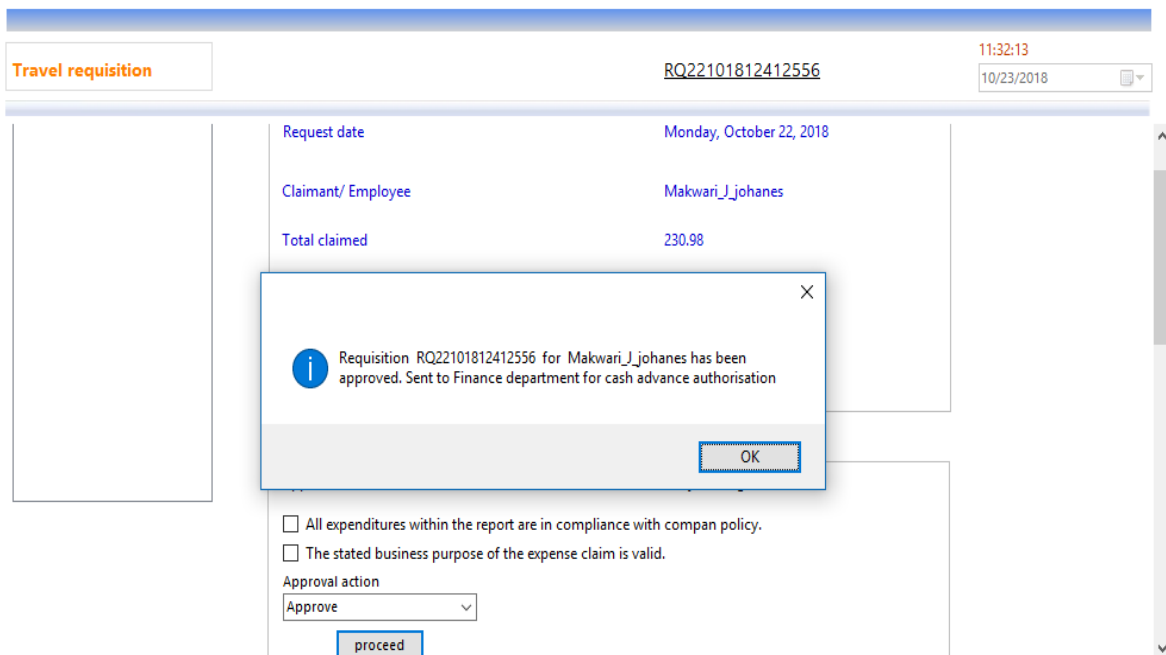 11:32:13
Travel requisition
RQ22101812412556
10/23/2018
Request date
Monday, October 22, 2018
Claimant/ Employee
Makwari_J_johanes
Total claimed
230.98
Requisition RQ22101812412556 for Makwari_J_johanes has been
approved. Sent to Finance department for cash advance authorisation
OK
All expenditures within the report are in compliance with compan policy.
The stated business purpose of the expense claim is valid.
Approval action
Approve
proceed